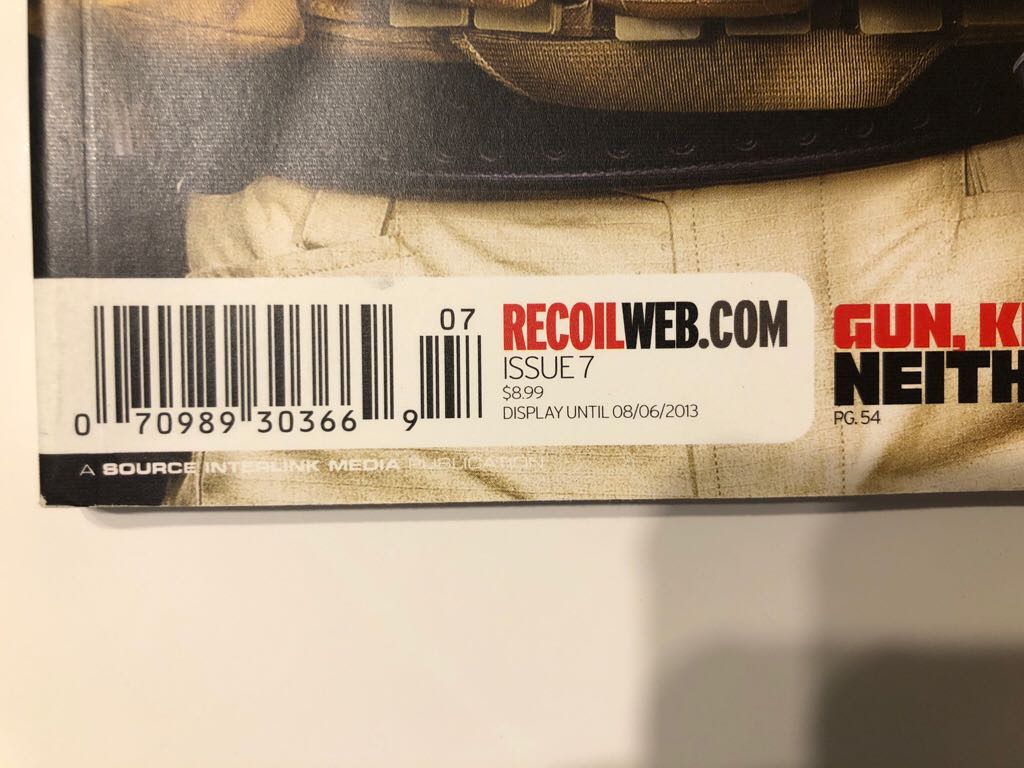 07
0 70989 30366 9
RECOILWEB.COM
ISSUE 7
$8.99
DISPLAY UNTIL 08/06/2013
GUN,
PG. 54
A SOURCE INTERLINK MEDIA PUBLICATION